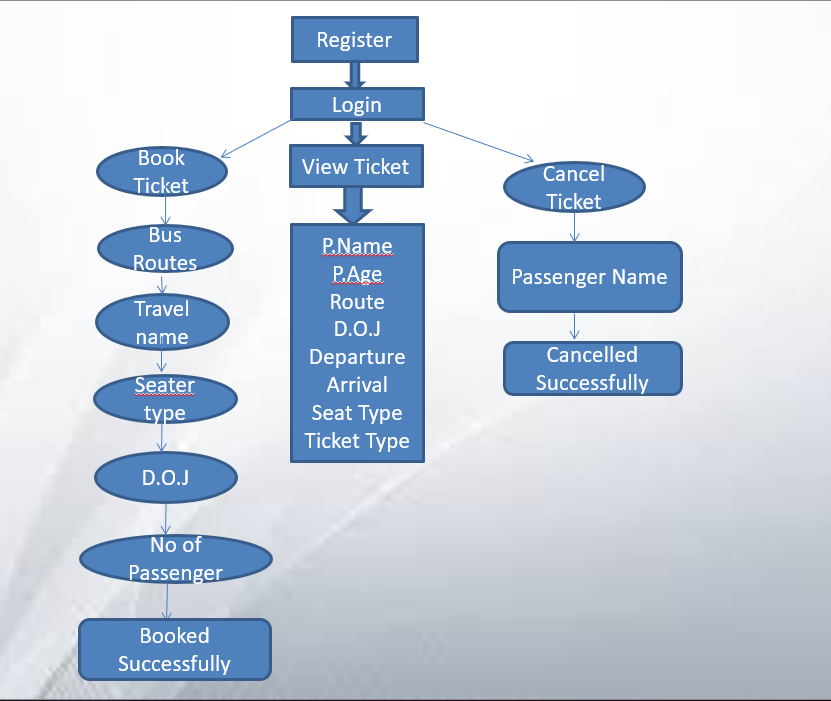 Register
Login
Book
Ticket
Bus
Routes
Travel
name
Seater
type
D.O.J
No of
Passenger
Booked
Successfully
View Ticket
P.Name
P.Age
Route
D.O.J
Departure
Arrival
Seat Type
Ticket Type
Cancel
Ticket
Passenger Name
Cancelled
Successfully